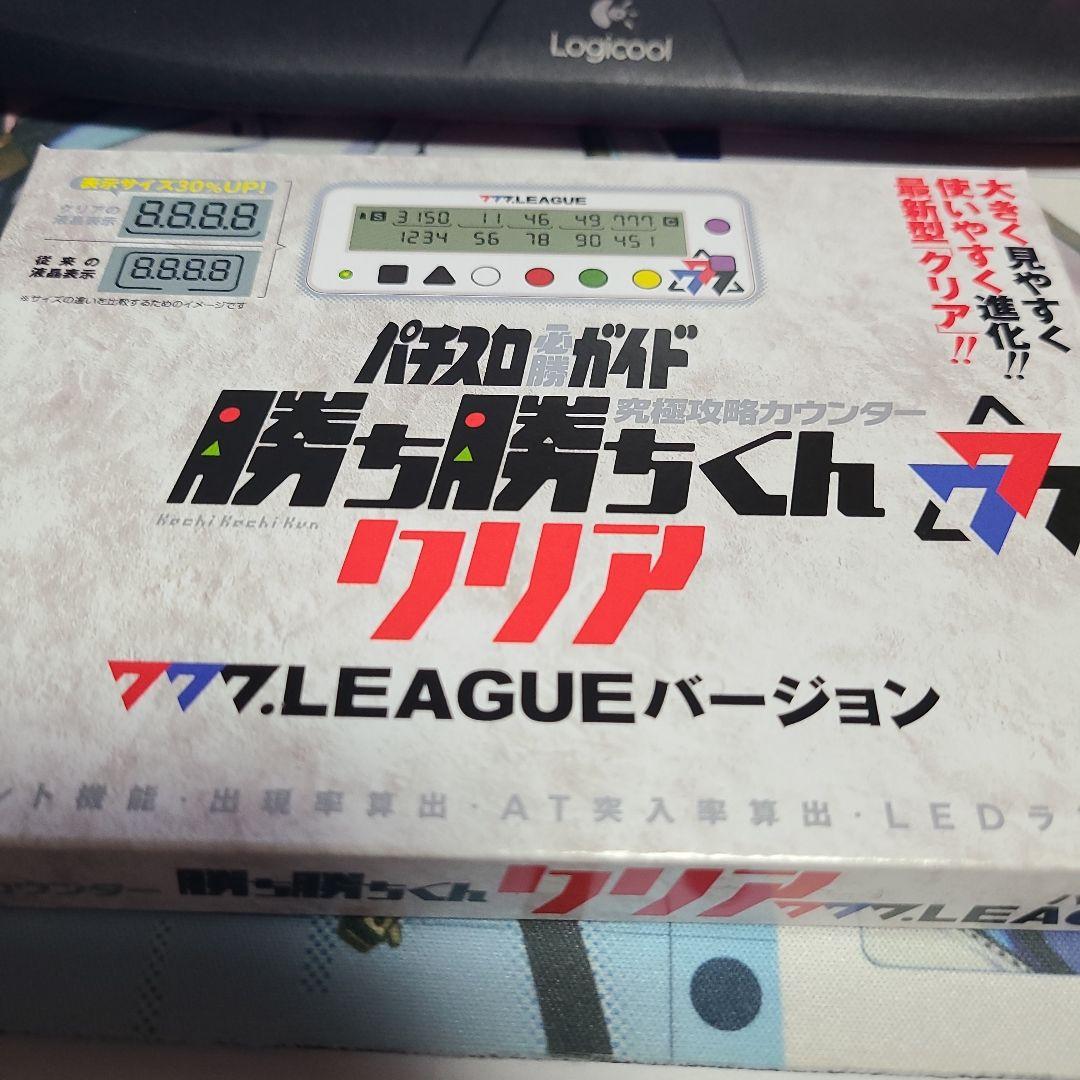 Logicool
表示サイズ30%UP!
クリアの
液晶表示
8.8.8.8
従来の
液晶表示
8.8.8.8
※サイズの違いを比較するためのイメージです
777.LEAGUE
S 3150 11 46 49 777 G
1234 56 78 90 451
大きく見やすく
使いやすく進化!!
最新型「クリア」!!
パチスロ必勝ガイド
究極攻略カウンター
勝ち勝ちくん
KachiKachiKun
クリア
777.LEAGUEバージョン
ント機能・出現率算出・AT突入率算出・LEDラ
カウンター 勝ち勝ちくん クリア 777.LEAG